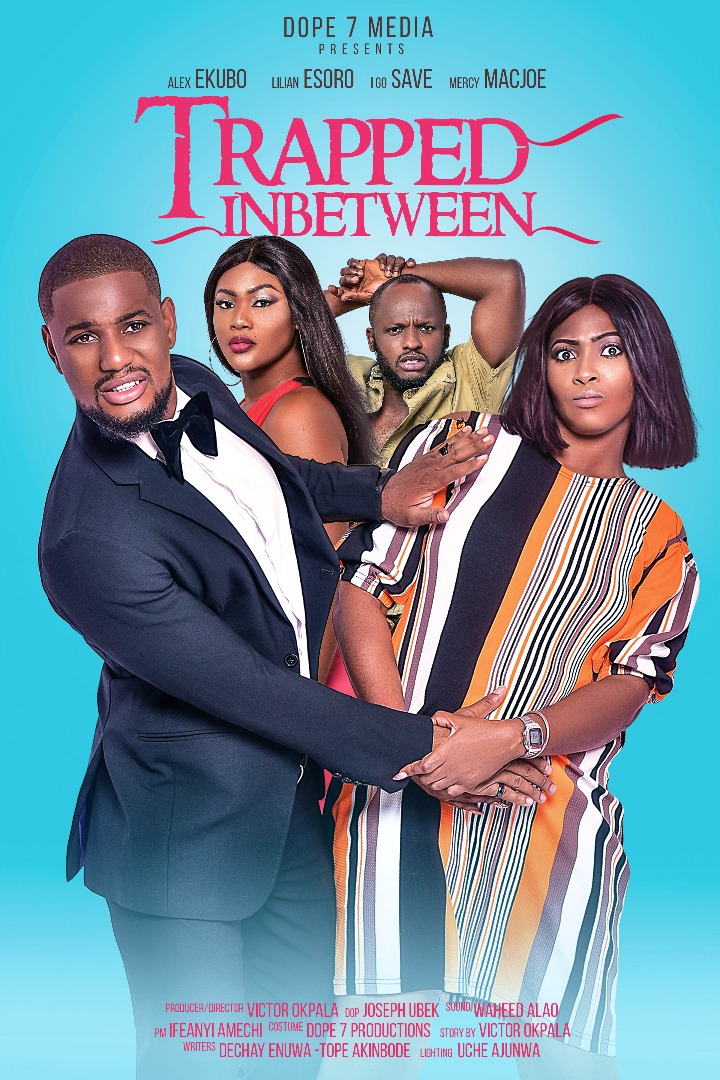 DOPE 7 MEDIA
PRESENTS
ALEX EKUBO LILIAN ESORO I GO SAVE MERCY MACJOE
TRAPPED
INBETWEEN
PRODUCER/DIRECTOR VICTOR OKPALA DOP JOSEPH UBEK SOUND WAHEED ALAO
PM IFEANYI AMECHI COSTUME DOPE 7 PRODUCTIONS STORY BY VICTOR OKPALA
WRITERS DECHAY ENUWA -TOPE AKINBODE LIGHTING UCHE AJUNWA